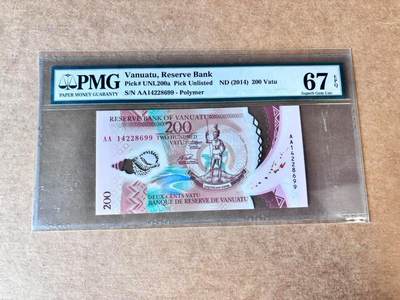 PMG
PAPER MONEY GUARANTY
Vanuatu, Reserve Bank
Pick# UNL200a Pick Unlisted ND (2014) 200 Vatu
S/N AA14228699 - Polymer
67 EPQ
Superb Gem Unc
RESERVE BANK OF VANUATU
AA 14228699
200
TWO HUNDRED
VATU
AA14228699
200
DEUX CENTS VATU
BANQUE DE RESERVE DE VANUATU